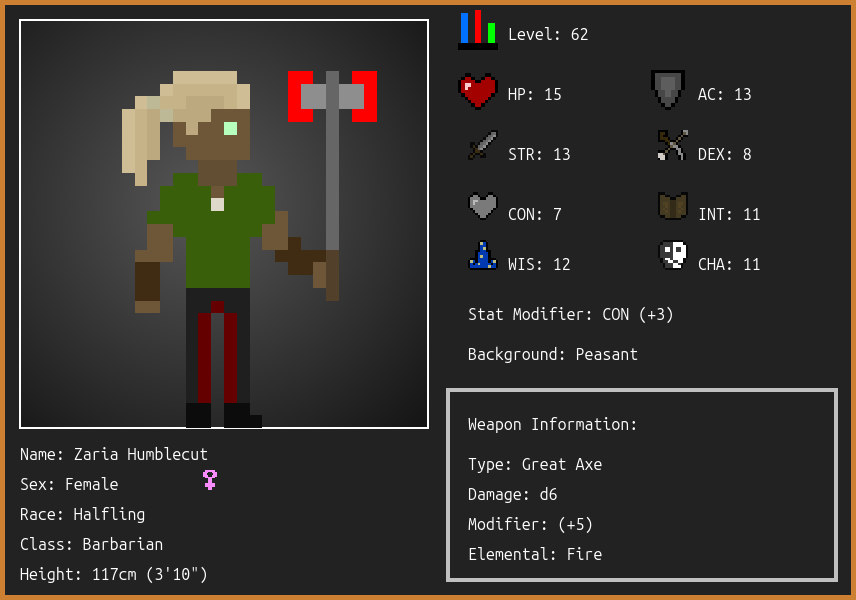 Level: 62
HP: 15
AC: 13
STR: 13
DEX: 8
CON: 7
INT: 11
WIS: 12
CHA: 11
Stat Modifier: CON (+3)
Background: Peasant
Weapon Information:
Type: Great Axe
Damage: d6
Modifier: (+5)
Elemental: Fire
Name: Zaria Humblecut
Sex: Female
Race: Halfling
Class: Barbarian
Height: 117cm (3'10")